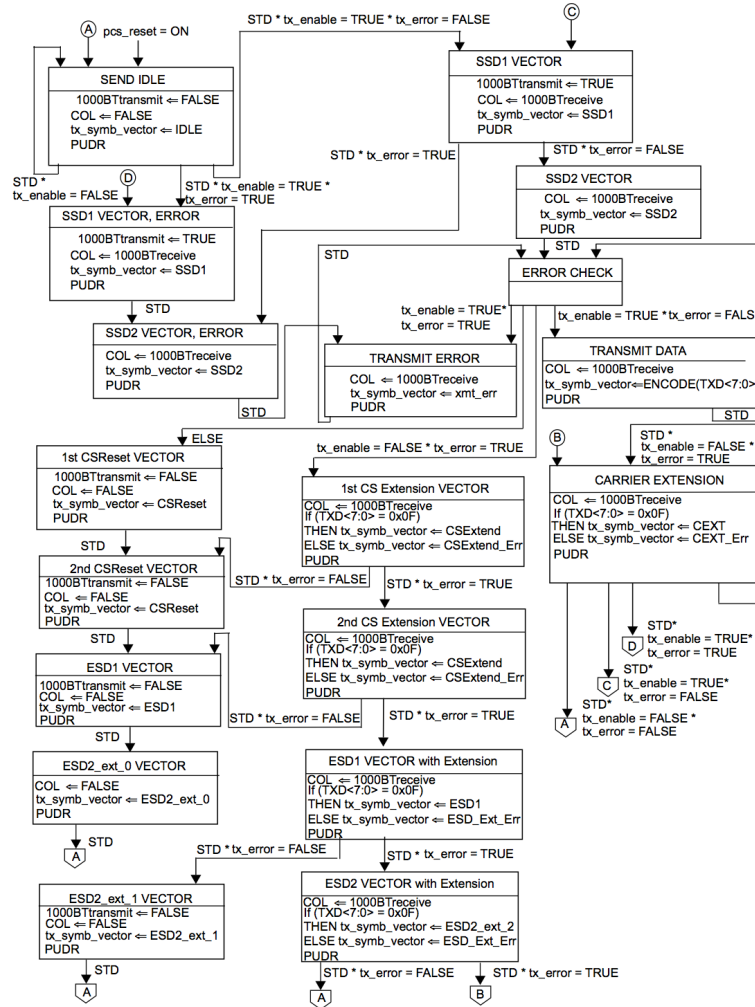 A
pcs_reset = ON
STD * tx_enable = TRUE * tx_error = FALSE
C
SEND IDLE
1000BTtransmit ⇐ FALSE
COL ⇐ FALSE
tx_symb_vector ⇐ IDLE
PUDR
SSD1 VECTOR
1000BTtransmit ⇐ TRUE
COL ⇐ 1000BTreceive
tx_symb_vector ⇐ SSD1
PUDR
STD *
tx_enable = FALSE
D
STD * tx_enable = TRUE *
tx_error = TRUE
STD * tx_error = TRUE
STD * tx_error = FALSE
SSD2 VECTOR
COL ⇐ 1000BTreceive
tx_symb_vector ⇐ SSD2
PUDR
SSD1 VECTOR, ERROR
1000BTtransmit ⇐ TRUE
COL ⇐ 1000BTreceive
tx_symb_vector ⇐ SSD1
PUDR
STD
STD
ERROR CHECK
STD
SSD2 VECTOR, ERROR
COL ⇐ 1000BTreceive
tx_symb_vector ⇐ SSD2
PUDR
STD
tx_enable = TRUE*
tx_error = TRUE
tx_enable = TRUE * tx_error = FALS
TRANSMIT ERROR
COL ⇐ 1000BTreceive
tx_symb_vector ⇐ xmt_err
PUDR
TRANSMIT DATA
COL ⇐ 1000BTreceive
tx_symb_vector⇐ENCODE(TXD<7:0>
PUDR
STD
ELSE
tx_enable = FALSE * tx_error = TRUE
B
STD *
tx_enable = FALSE *
tx_error = TRUE
1st CSReset VECTOR
1000BTtransmit ⇐ FALSE
COL ⇐ FALSE
tx_symb_vector ⇐ CSReset
PUDR
STD
1st CS Extension VECTOR
COL ⇐ 1000BTreceive
If (TXD<7:0> = 0x0F)
THEN tx_symb_vector ⇐ CSExtend
ELSE tx_symb_vector ⇐ CSExtend_Err
PUDR
CARRIER EXTENSION
COL ⇐ 1000BTreceive
If (TXD<7:0> = 0x0F)
THEN tx_symb_vector ⇐ CEXT
ELSE tx_symb_vector ⇐ CEXT_Err
PUDR
2nd CSReset VECTOR
1000BTtransmit ⇐ FALSE
COL ⇐ FALSE
tx_symb_vector ⇐ CSReset
PUDR
STD * tx_error = FALSE
STD * tx_error = TRUE
STD
2nd CS Extension VECTOR
COL ⇐ 1000BTreceive
If (TXD<7:0> = 0x0F)
THEN tx_symb_vector ⇐ CSExtend
ELSE tx_symb_vector ⇐ CSExtend_Err
PUDR
D
STD*
tx_enable = TRUE*
tx_error = TRUE
C
STD*
tx_enable = TRUE*
tx_error = FALSE
A
STD*
tx_enable = FALSE *
tx_error = FALSE
ESD1 VECTOR
1000BTtransmit ⇐ FALSE
COL ⇐ FALSE
tx_symb_vector ⇐ ESD1
PUDR
STD * tx_error = FALSE
STD * tx_error = TRUE
STD
ESD2_ext_0 VECTOR
COL ⇐ FALSE
tx_symb_vector ⇐ ESD2_ext_0
PUDR
STD
A
ESD1 VECTOR with Extension
COL ⇐ 1000BTreceive
If (TXD<7:0> = 0x0F)
THEN tx_symb_vector ⇐ ESD1
ELSE tx_symb_vector ⇐ ESD_Ext_Err
PUDR
STD * tx_error = FALSE
STD * tx_error = TRUE
ESD2_ext_1 VECTOR
1000BTtransmit ⇐ FALSE
COL ⇐ FALSE
tx_symb_vector ⇐ ESD2_ext_1
PUDR
STD
A
ESD2 VECTOR with Extension
COL ⇐ 1000BTreceive
If (TXD<7:0> = 0x0F)
THEN tx_symb_vector ⇐ ESD2_ext_2
ELSE tx_symb_vector ⇐ ESD_Ext_Err
PUDR
STD * tx_error = FALSE
A
STD * tx_error = TRUE
B